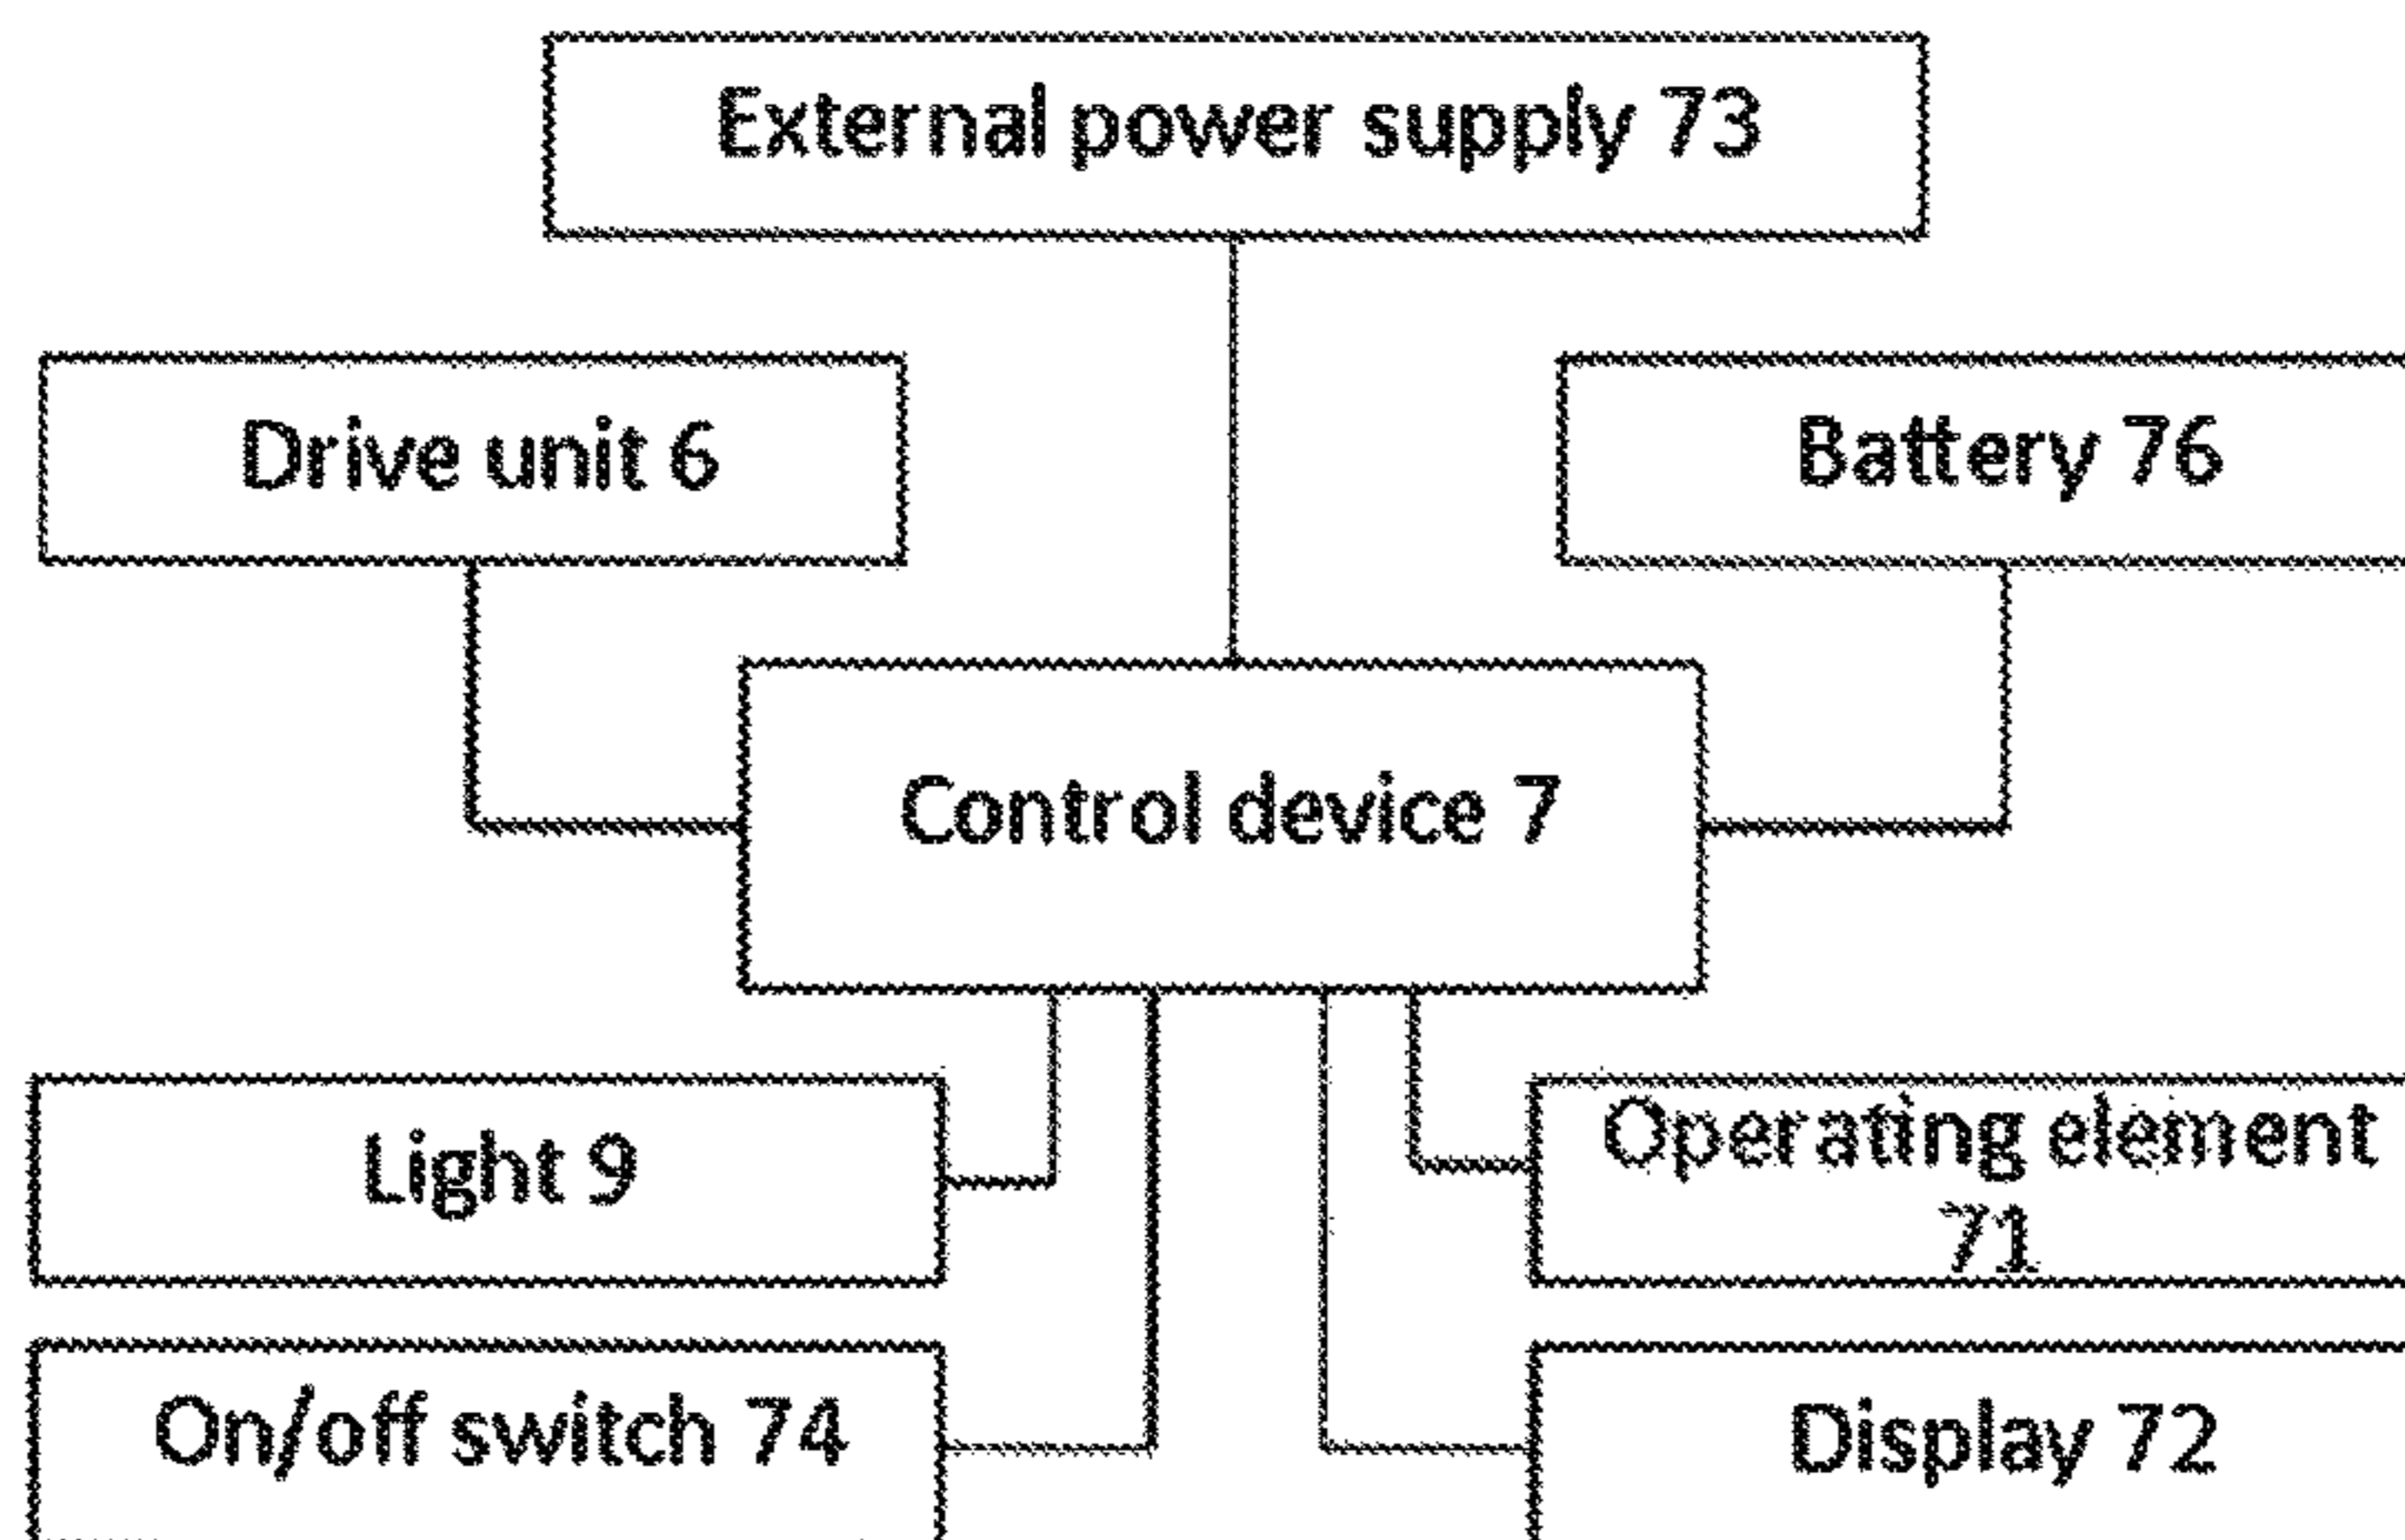 External power supply 73
Drive unit 6
Battery 76
Control device 7
Light 9
Operating element
71
On/off switch 74
Display 72